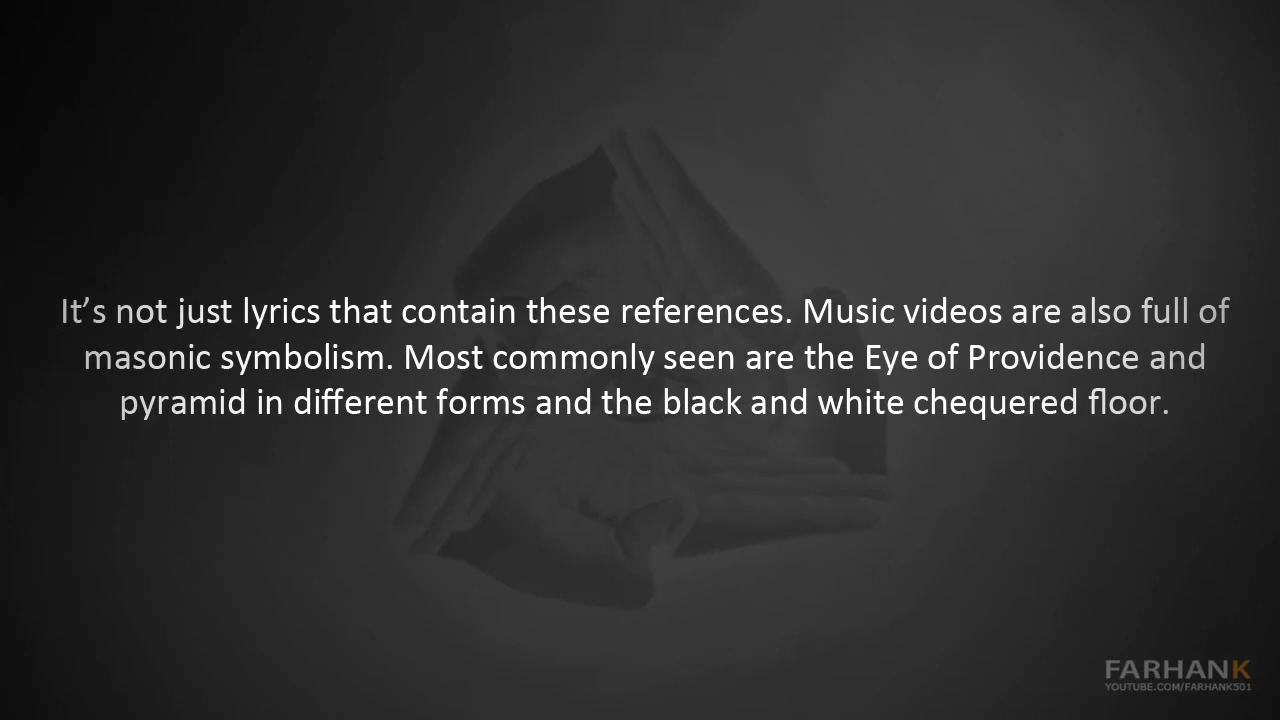 It’s not just lyrics that contain these references. Music videos are also full of
masonic symbolism. Most commonly seen are the Eye of Providence and
pyramid in different forms and the black and white chequered floor.
FARHANK
YOUTUBE.COM/FARHANK501